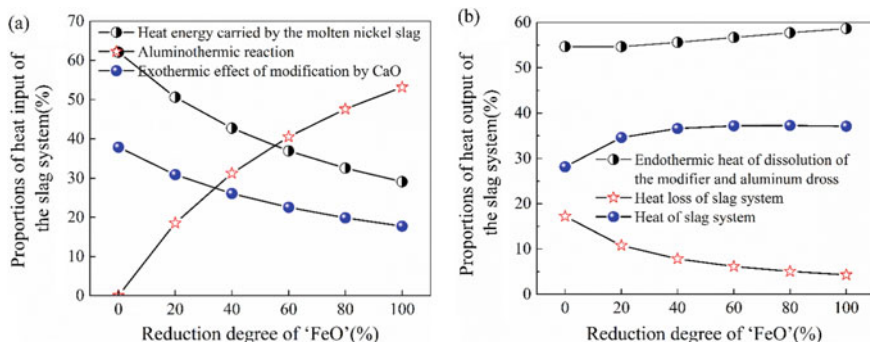 (a)
70
60
50
40
30
20
10
0
Proportions of heat input of
the slag system(%)
Heat energy carried by the molten nickel slag
Aluminothermic reaction
Exothermic effect of modification by CaO
0 20 40 60 80 100
Reduction degree of ‘FeO’(%)
(b)
60
50
40
30
20
10
0
Proportions of heat output of
the slag system(%)
Endothermic heat of dissolution of
the modifier and aluminum dross
Heat loss of slag system
Heat of slag system
0 20 40 60 80 100
Reduction degree of ‘FeO’(%)